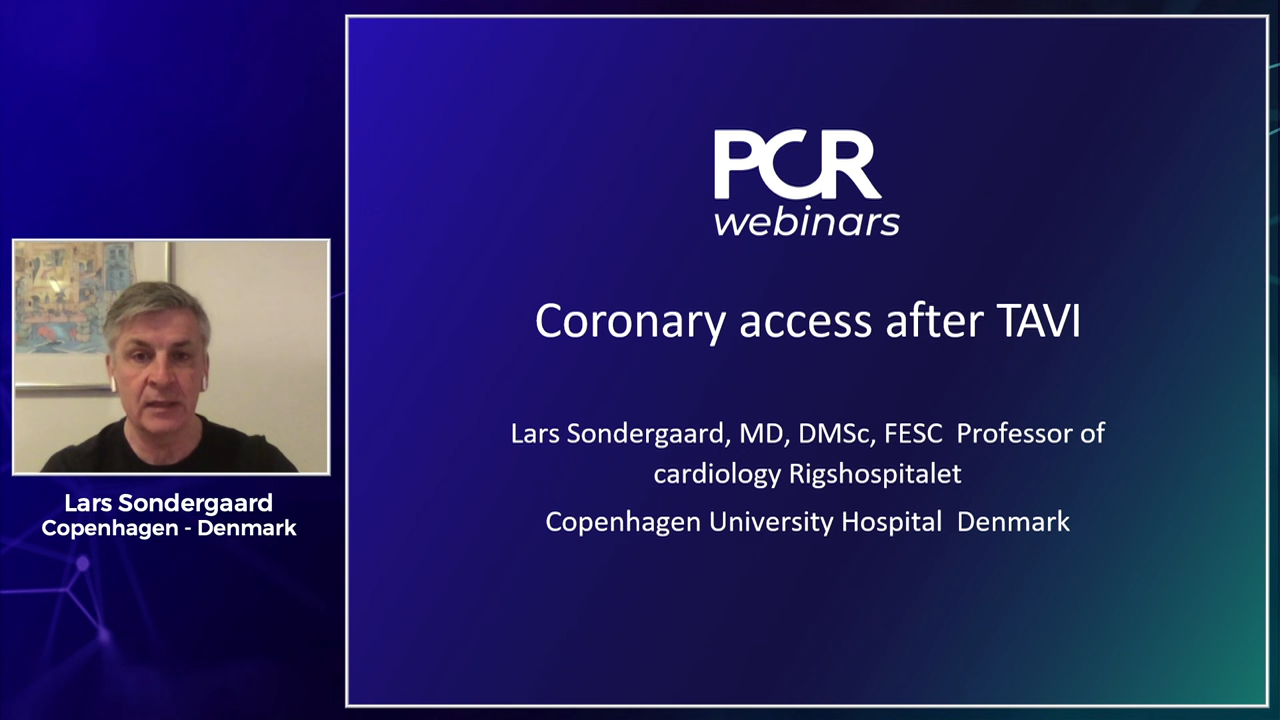 PCR
webinars
Coronary access after TAVI
Lars Sondergaard, MD, DMSc, FESC Professor of
cardiology Rigshospitalet
Copenhagen University Hospital Denmark
Lars Sondergaard
Copenhagen - Denmark